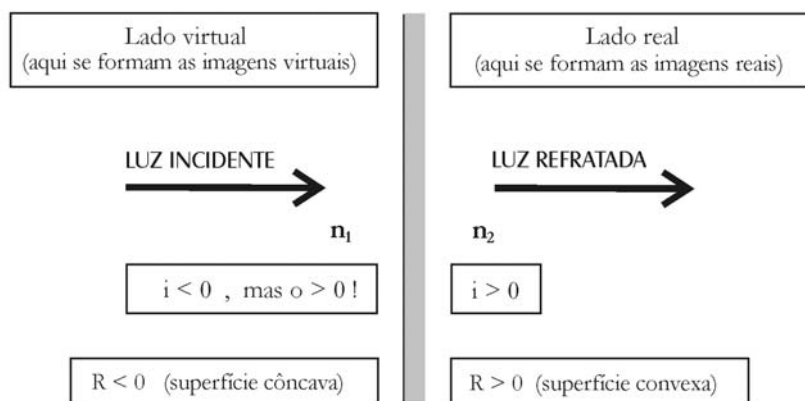 Lado virtual
(aqui se formam as imagens virtuais)
Lado real
(aqui se formam as imagens reais)
LUZ INCIDENTE
LUZ REFRATADA
n₁
n₂
i < 0 , mas o > 0 !
i > 0
R < 0 (superfície côncava)
R > 0 (superfície convexa)